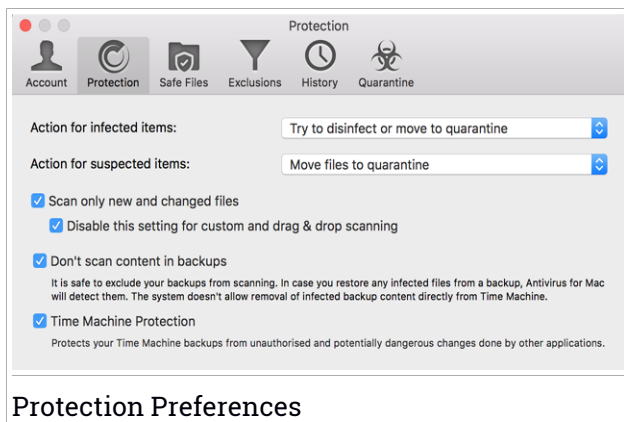 Protection
Account Protection Safe Files Exclusions History Quarantine
Action for infected items: Try to disinfect or move to quarantine
Action for suspected items: Move files to quarantine
Scan only new and changed files
Disable this setting for custom and drag & drop scanning
Don't scan content in backups
It is safe to exclude your backups from scanning. In case you restore any infected files from a backup, Antivirus for Mac
will detect them. The system doesn't allow removal of infected backup content directly from Time Machine.
Time Machine Protection
Protects your Time Machine backups from unauthorised and potentially dangerous changes done by other applications.
Protection Preferences